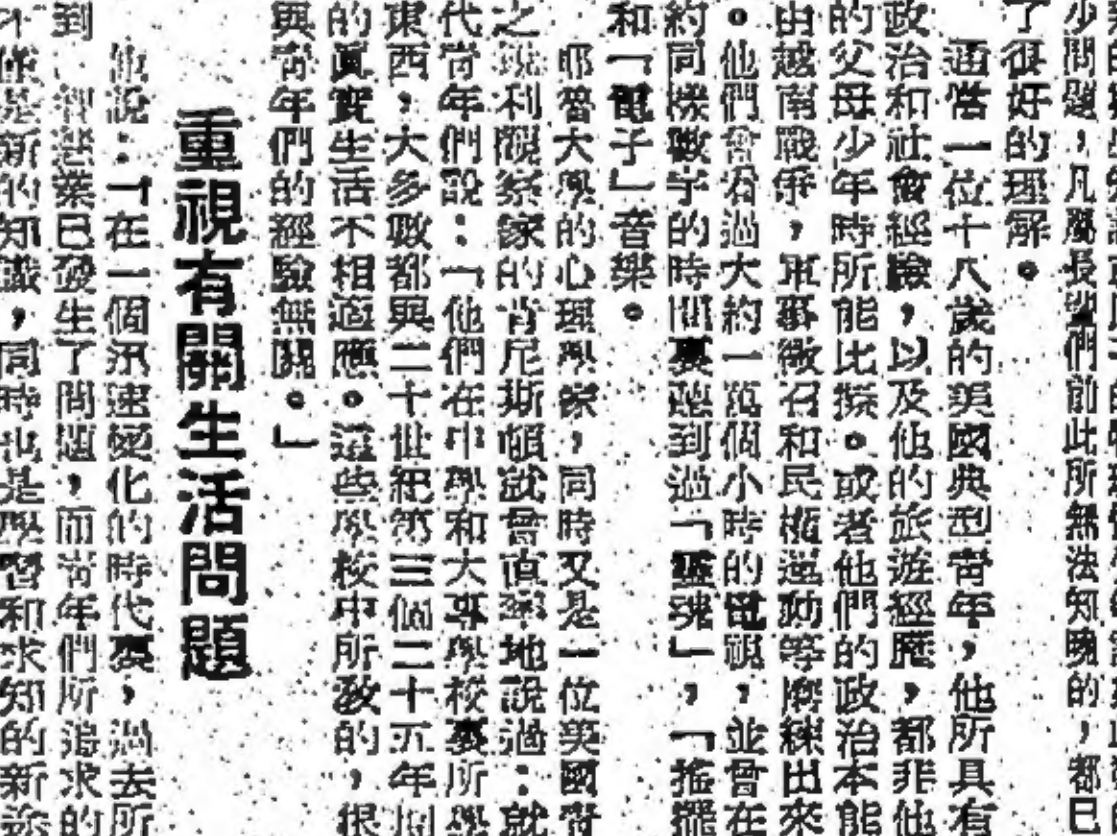 少問題，凡屬長輩們前此所無法知曉的，都已
了很好的理解。
通常一位十八歲的美國典型青年，他所具有
政治和社會經驗，以及他的旅遊經歷，都非他
的父母少年時所能比擬。或者他們的政治本能
由越南戰爭，軍事徵召和民權運動等磨練出來
。他們會看過大約一萬個小時的電視，並曾在
約同樣數字的時間裏聽到過「靈魂」，「搖擺
和「電子」音樂。
耶魯大學的心理學家，同時又是一位美國青
之 利觀察家的肯尼斯頓就會直率地說過：就
代青年們說：「他們在中學和大專學校裏所學
東西，大多數都與二十世紀第三個二十五年間
的眞實生活不相適應。這些學校中所敎的，很
與靑年們的經驗無關。」
重視有關生活問題
他說：「在一個汛速變化的時代裏，過去所
到 業已發生了問題，而靑年們所追求的
不僅是新的知識，同時也是學習和求知的新